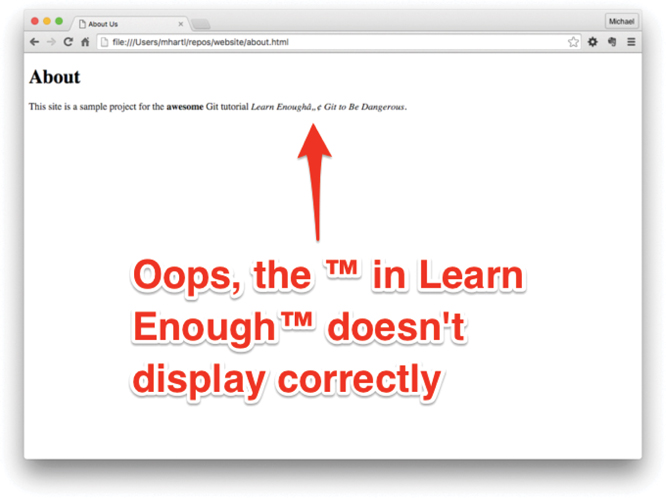 About Us
Michael
file:///Users/mhartl/repos/website/about.html
About
This site is a sample project for the awesome Git tutorial Learn Enoughâ„¢ Git to Be Dangerous.
Oops, the ™ in Learn
Enough™ doesn't
display correctly